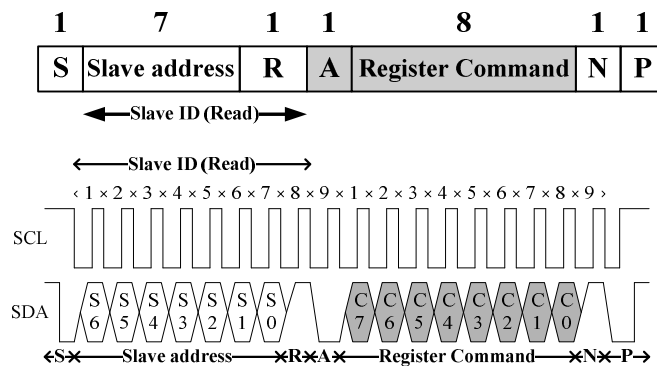 1 7 1 1 8 1 1
S Slave address R A Register Command N P
Slave ID (Read)
Slave ID (Read)
‹ 1 × 2 × 3 × 4 × 5 × 6 × 7 × 8 × 9 × 1 × 2 × 3 × 4 × 5 × 6 × 7 × 8 × 9 ›
SCL
SDA
S6 S5 S4 S3 S2 S1 S0 C7 C6 C5 C4 C3 C2 C1 C0
S Slave address R A Register Command N P